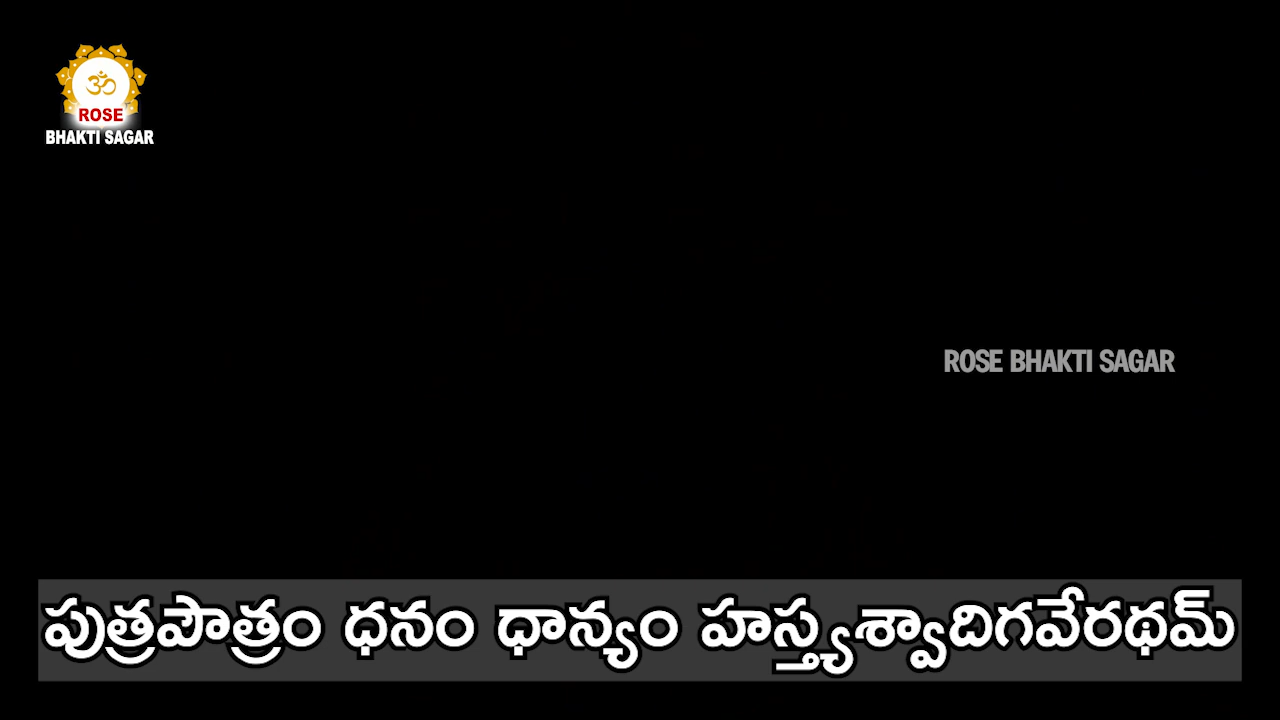 ॐ
ROSE
BHAKTI SAGAR
ROSE BHAKTI SAGAR
పుత్రపౌత్రం ధనం ధాన్యం హస్త్యశ్వాదిగవేరథమ్